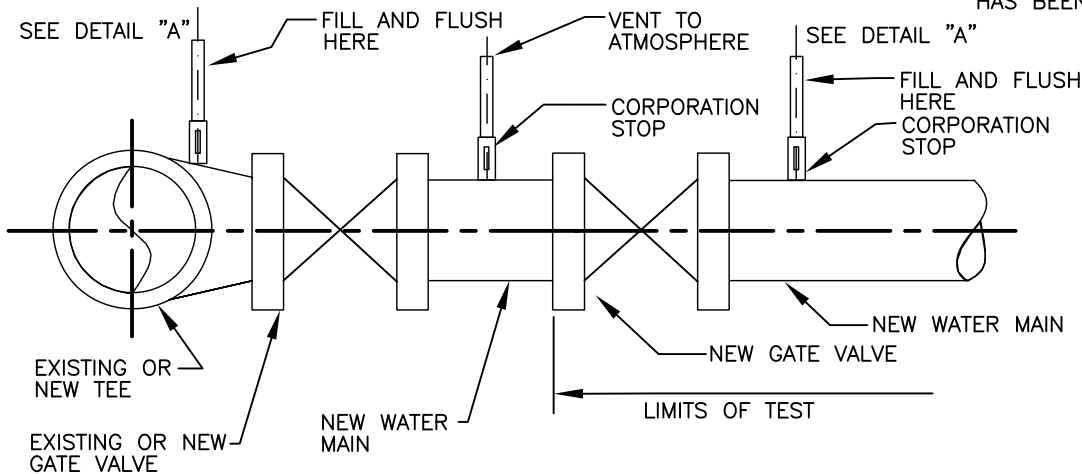 HAS BEEN
SEE DETAIL "A"
FILL AND FLUSH
HERE
VENT TO
ATMOSPHERE
SEE DETAIL "A"
FILL AND FLUSH
HERE
CORPORATION
STOP
CORPORATION
STOP
NEW WATER MAIN
NEW GATE VALVE
EXISTING OR
NEW TEE
LIMITS OF TEST
NEW WATER
MAIN
EXISTING OR NEW
GATE VALVE